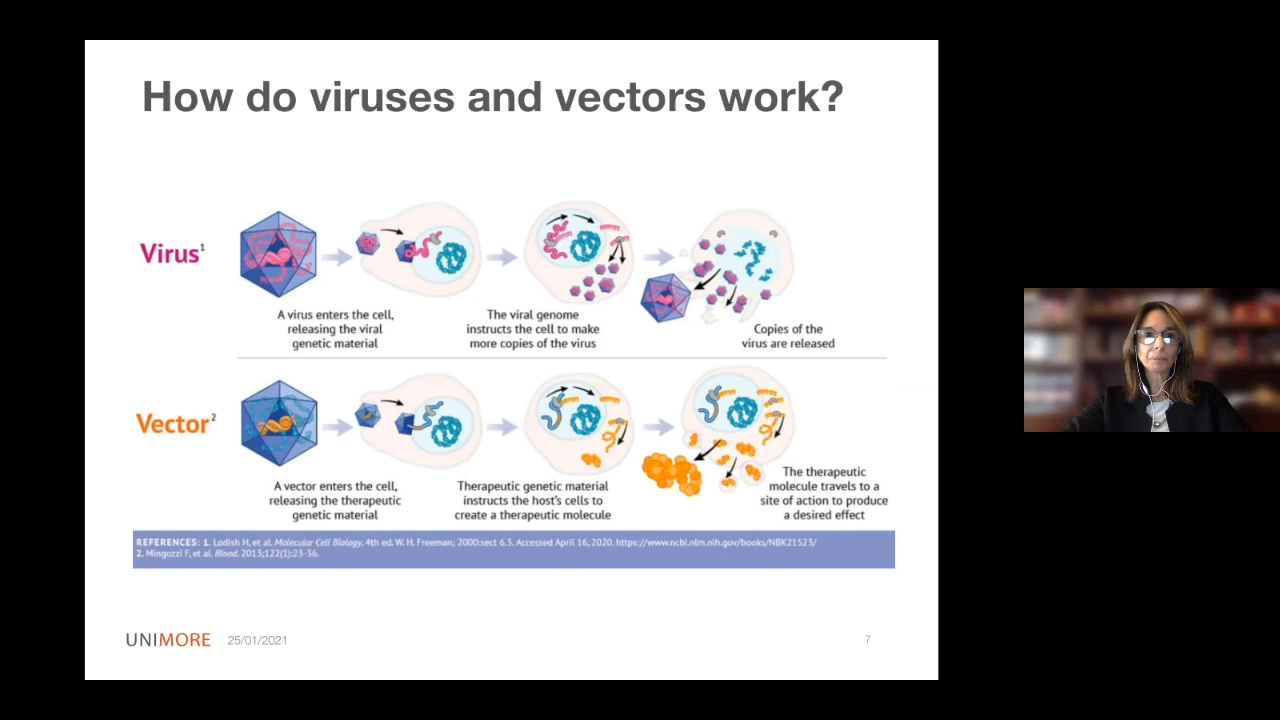 How do viruses and vectors work?
Virus1
A virus enters the cell,
releasing the viral
genetic material
The viral genome
instructs the cell to make
more copies of the virus
Copies of the
virus are released
Vector2
A vector enters the cell,
releasing the therapeutic
genetic material
Therapeutic genetic material
instructs the host's cells to
create a therapeutic molecule
The therapeutic
molecule travels to a
site of action to produce
a desired effect
REFERENCES: 1. Lodish H, et al. Molecular Cell Biology. 4th ed. W. H. Freeman; 2000:sect 6.3. Accessed April 16, 2020. https://www.ncbi.nlm.nih.gov/books/NBK21523/
2. Mingozzi F, et al. Blood. 2013;122(1):23-36.
UNIMORE 25/01/2021 7